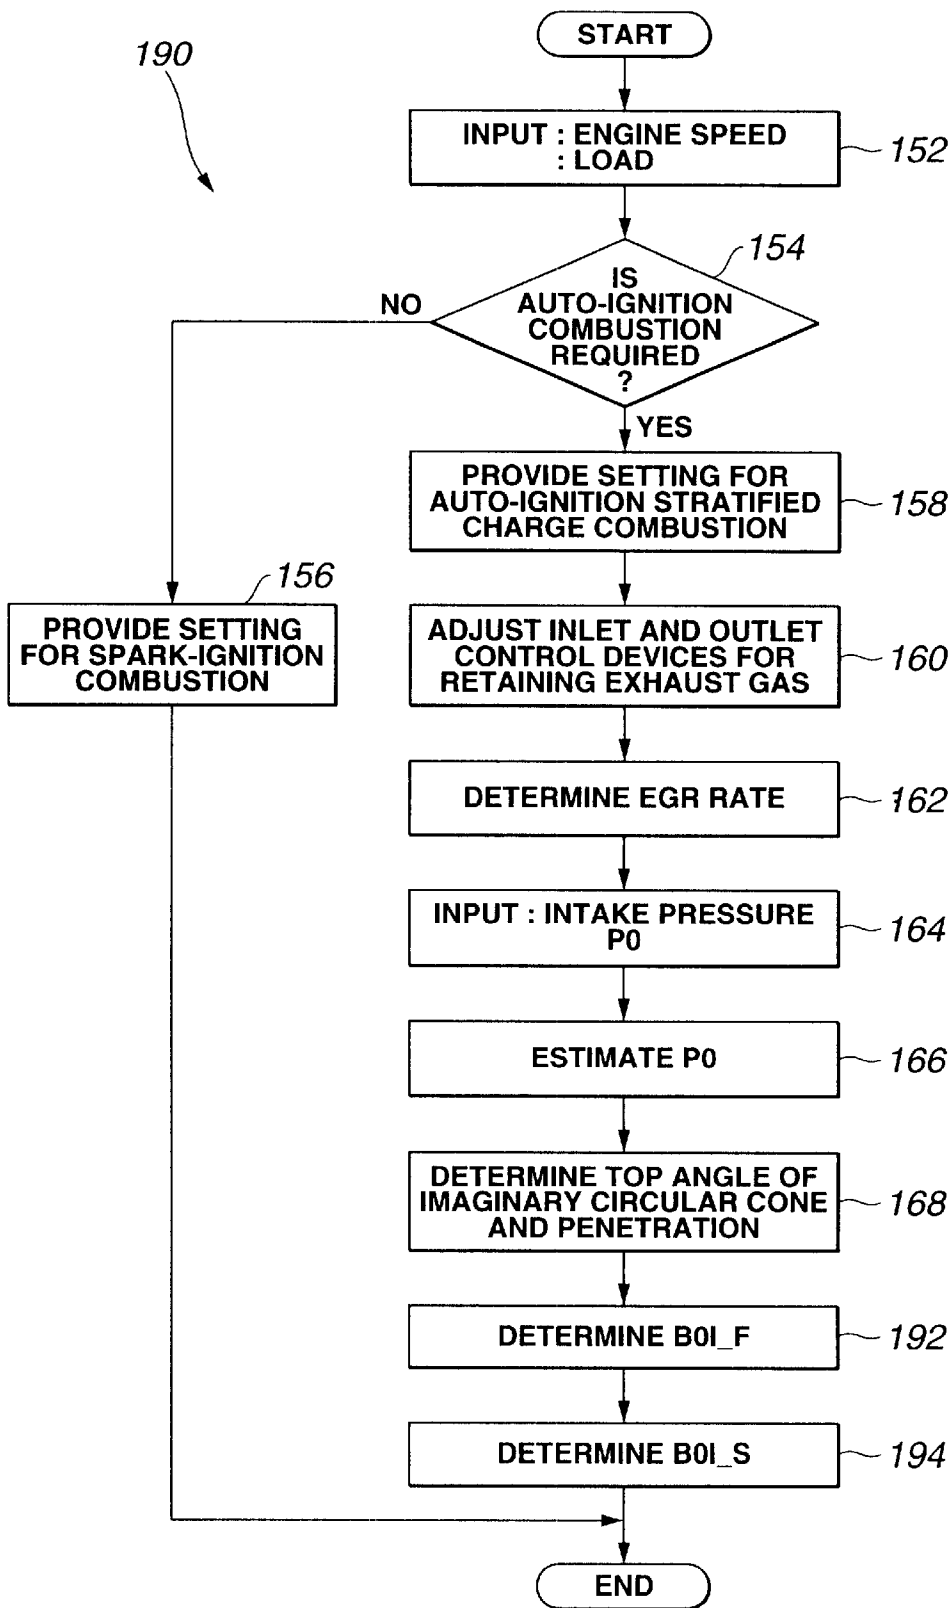 START
190
INPUT : ENGINE SPEED
: LOAD
152
154
IS
AUTO-IGNITION
COMBUSTION
REQUIRED
?
NO
YES
PROVIDE SETTING FOR
AUTO-IGNITION STRATIFIED
CHARGE COMBUSTION
158
156
PROVIDE SETTING
FOR SPARK-IGNITION
COMBUSTION
ADJUST INLET AND OUTLET
CONTROL DEVICES FOR
RETAINING EXHAUST GAS
160
DETERMINE EGR RATE
162
INPUT : INTAKE PRESSURE
P0
164
ESTIMATE P0
166
DETERMINE TOP ANGLE OF
IMAGINARY CIRCULAR CONE
AND PENETRATION
168
DETERMINE B0I_F
192
DETERMINE B0I_S
194
END